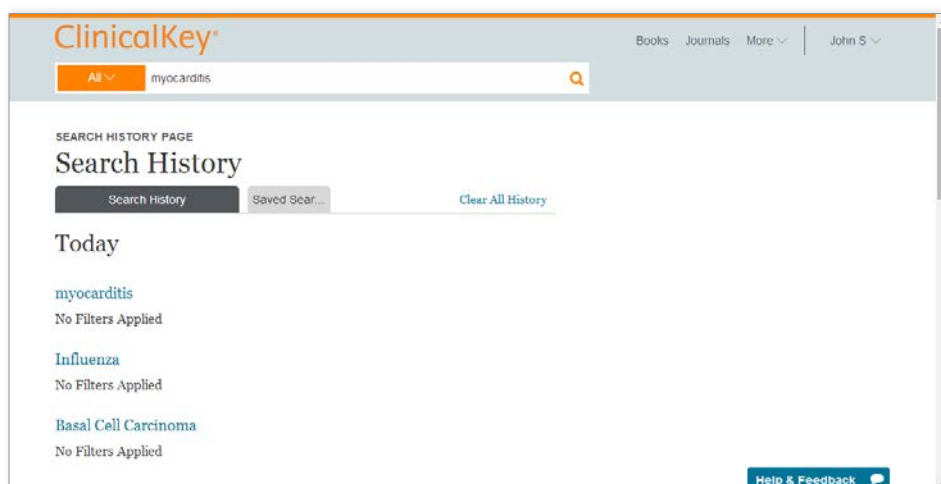 ClinicalKey®
Books Journals More John S
All myocarditis
SEARCH HISTORY PAGE
Search History
Search History Saved Sear... Clear All History
Today
myocarditis
No Filters Applied
Influenza
No Filters Applied
Basal Cell Carcinoma
No Filters Applied
Help & Feedback